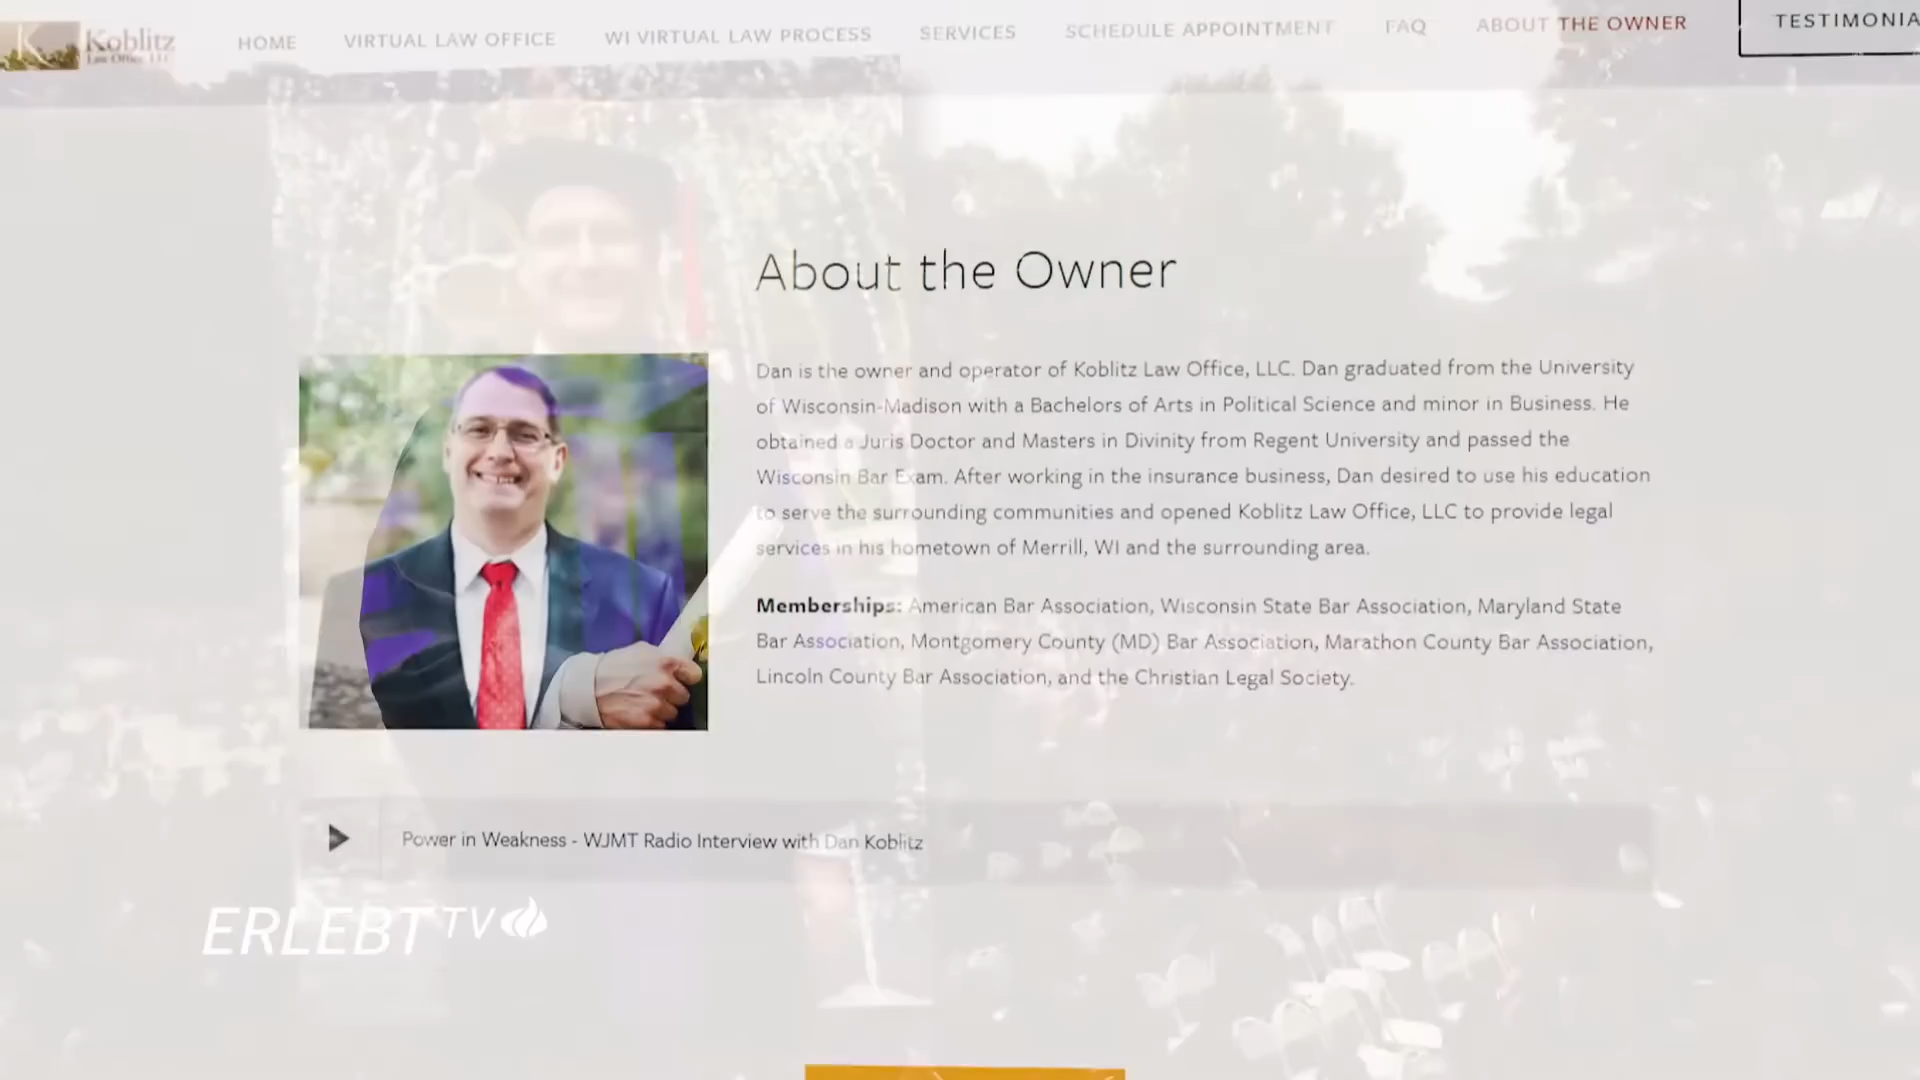 Koblitz
Law Office, LLC
HOME
VIRTUAL LAW OFFICE
WI VIRTUAL LAW PROCESS
SERVICES
SCHEDULE APPOINTMENT
FAQ
ABOUT THE OWNER
TESTIMONIA
About the Owner
Dan is the owner and operator of Koblitz Law Office, LLC. Dan graduated from the University
of Wisconsin-Madison with a Bachelors of Arts in Political Science and minor in Business. He
obtained a Juris Doctor and Masters in Divinity from Regent University and passed the
Wisconsin Bar Exam. After working in the insurance business, Dan desired to use his education
to serve the surrounding communities and opened Koblitz Law Office, LLC to provide legal
services in his hometown of Merrill, WI and the surrounding area.
Memberships: American Bar Association, Wisconsin State Bar Association, Maryland State
Bar Association, Montgomery County (MD) Bar Association, Marathon County Bar Association,
Lincoln County Bar Association, and the Christian Legal Society.
Power in Weakness - WJMT Radio Interview with Dan Koblitz
ERLEBT TV